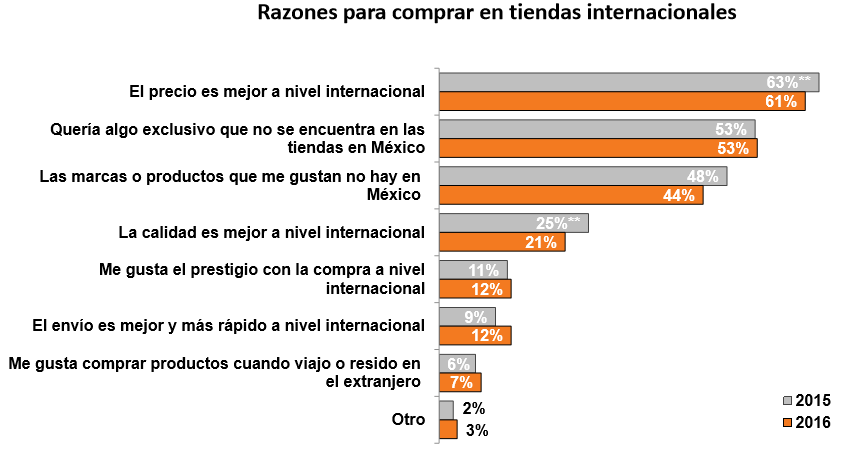 Razones para comprar en tiendas internacionales
El precio es mejor a nivel internacional
63%**
61%
Quería algo exclusivo que no se encuentra en las
tiendas en México
53%
53%
Las marcas o productos que me gustan no hay en
México
48%
44%
La calidad es mejor a nivel internacional
25%**
21%
Me gusta el prestigio con la compra a nivel
internacional
11%
12%
El envío es mejor y más rápido a nivel internacional
9%
12%
Me gusta comprar productos cuando viajo o resido en
el extranjero
6%
7%
Otro
2%
3%
2015
2016